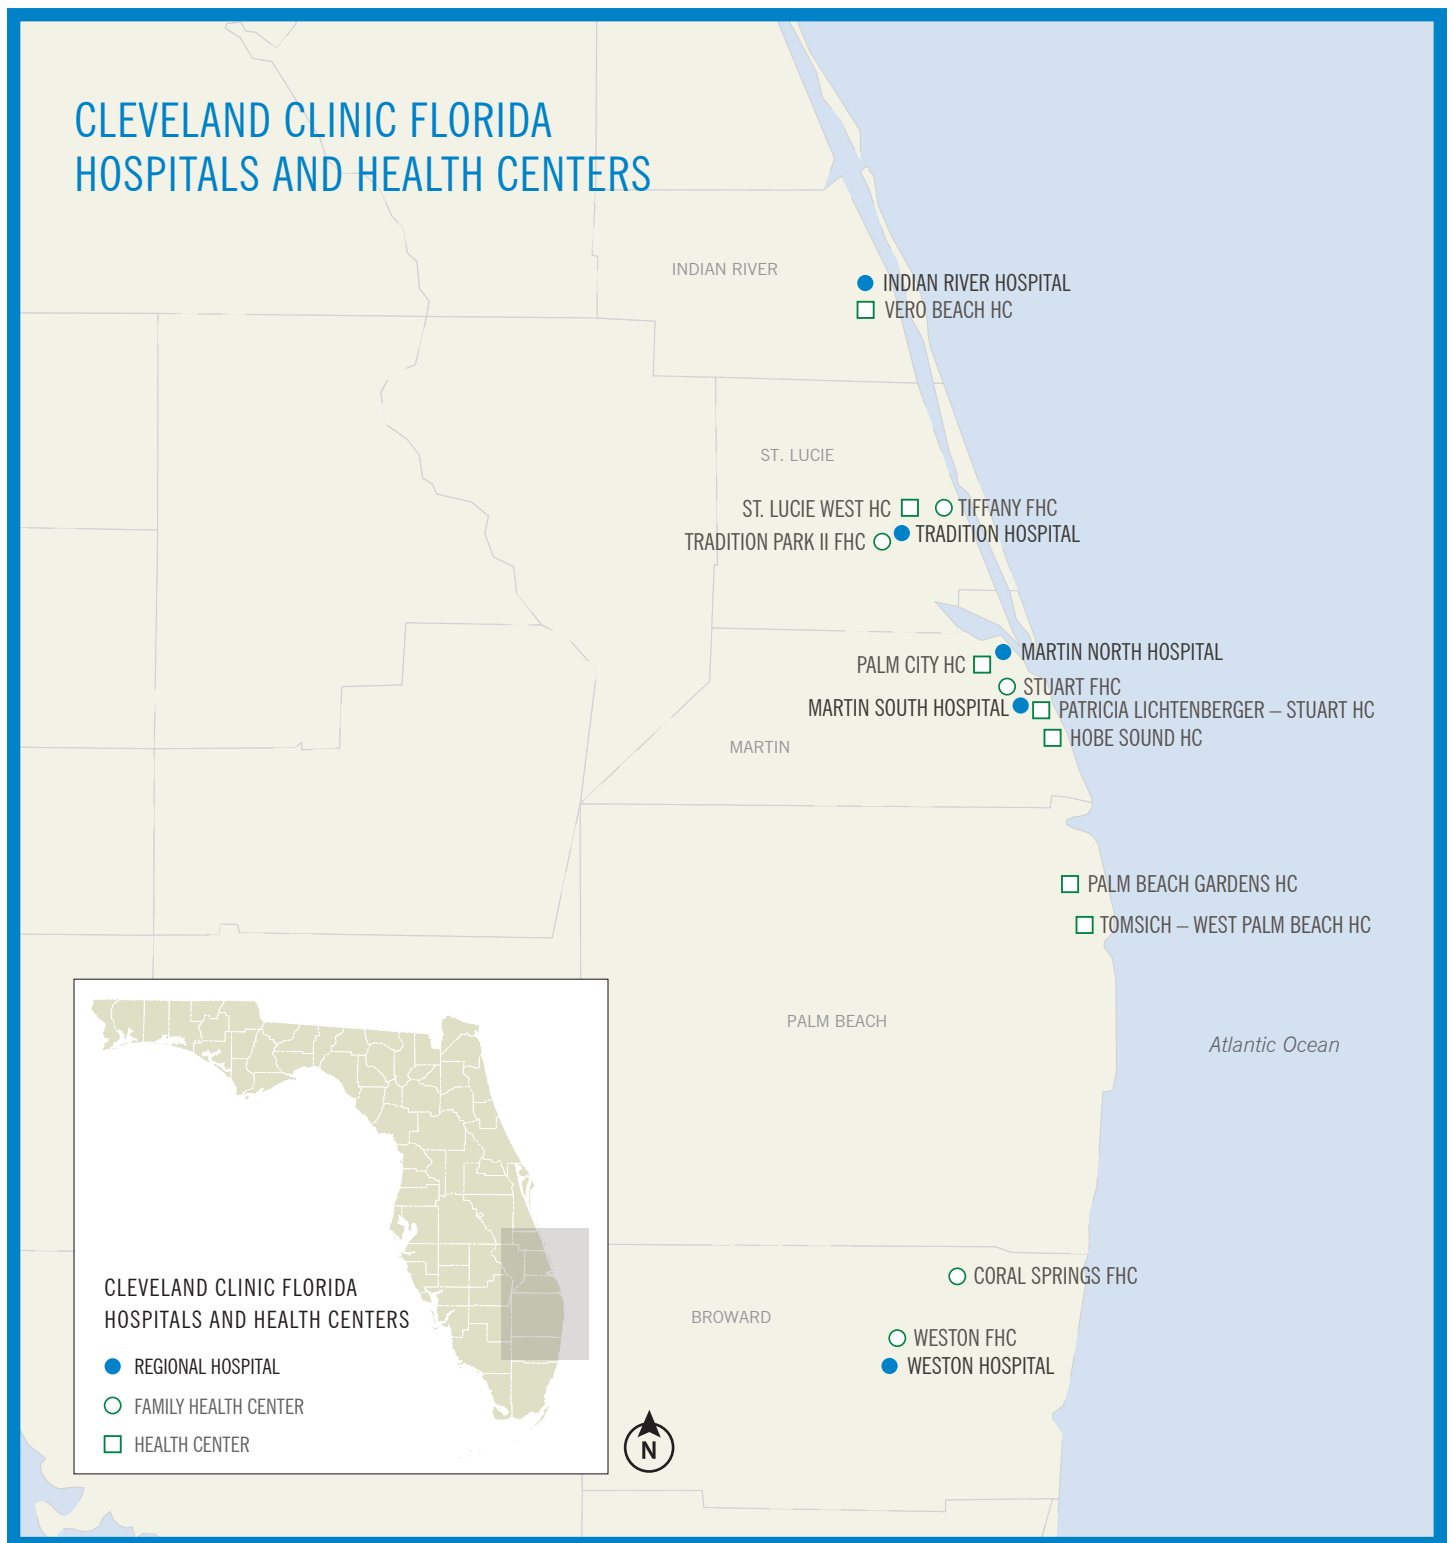 CLEVELAND CLINIC FLORIDA
HOSPITALS AND HEALTH CENTERS
INDIAN RIVER
INDIAN RIVER HOSPITAL
VERO BEACH HC
ST. LUCIE
ST. LUCIE WEST HC
TIFFANY FHC
TRADITION HOSPITAL
TRADITION PARK II FHC
MARTIN NORTH HOSPITAL
PALM CITY HC
STUART FHC
MARTIN SOUTH HOSPITAL
PATRICIA LICHTENBERGER – STUART HC
HOBE SOUND HC
MARTIN
PALM BEACH GARDENS HC
TOMSICH – WEST PALM BEACH HC
PALM BEACH
Atlantic Ocean
CORAL SPRINGS FHC
BROWARD
WESTON FHC
WESTON HOSPITAL
CLEVELAND CLINIC FLORIDA
HOSPITALS AND HEALTH CENTERS
REGIONAL HOSPITAL
FAMILY HEALTH CENTER
HEALTH CENTER
N